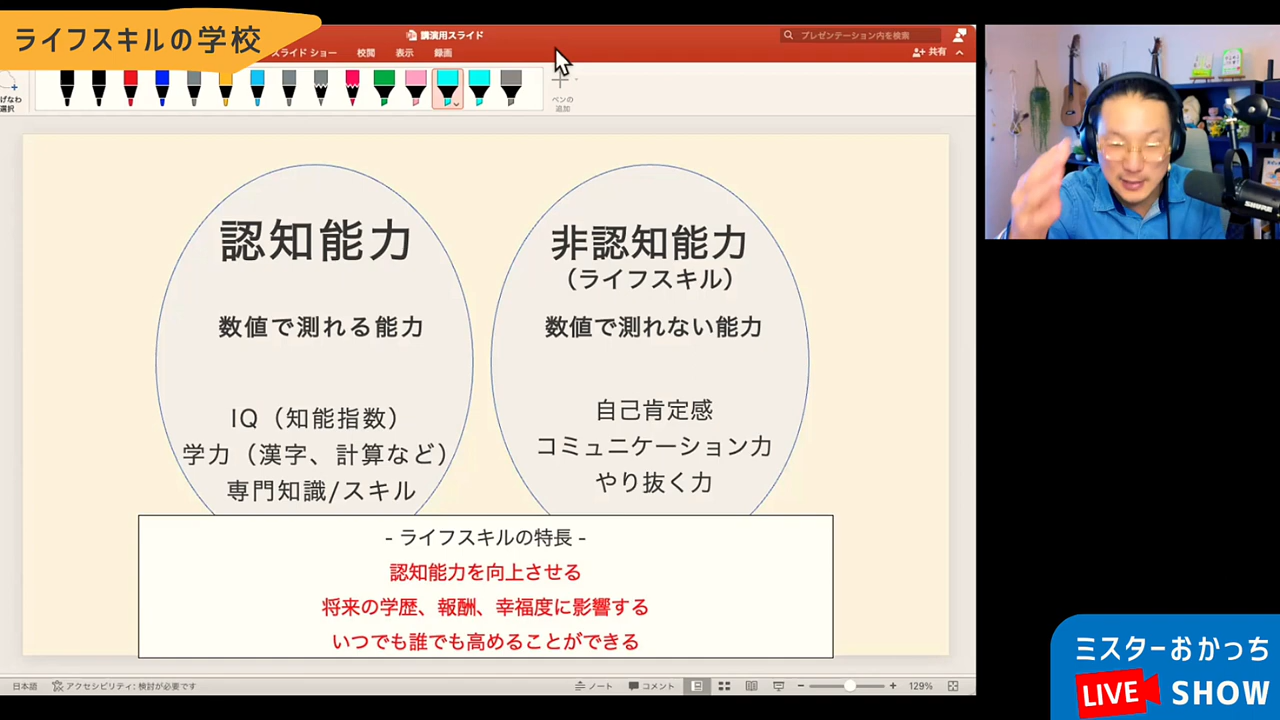 ライフスキルの学校
講演用スライド
プレゼンテーション内を検索
スライド ショー
校閲
表示
録画
共有
げなわ
選択
ペンの
追加
認知能力
数値で測れる能力
IQ（知能指数）
学力（漢字、計算など）
専門知識/スキル
非認知能力
（ライフスキル）
数値で測れない能力
自己肯定感
コミュニケーション力
やり抜く力
- ライフスキルの特長 -
認知能力を向上させる
将来の学歴、報酬、幸福度に影響する
いつでも誰でも高めることができる
日本語
アクセシビリティ: 検討が必要です
ノート
コメント
129%
SHURE
ミスターおかっち
LIVE SHOW